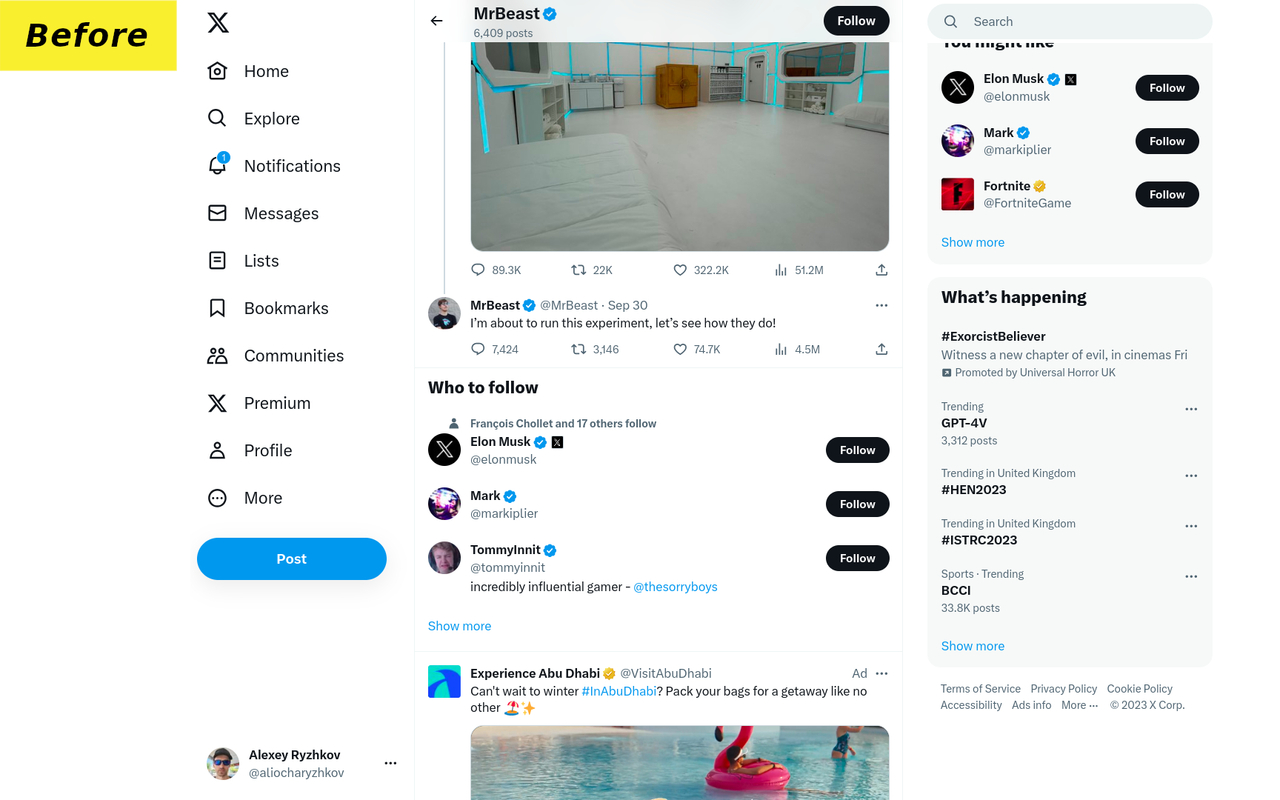 Before
Home
Explore
1
Notifications
Messages
Lists
Bookmarks
Communities
Premium
Profile
More
Post
Alexey Ryzhkov
@aliocharyzhkov
MrBeast
6,409 posts
Follow
89.3K 22K 322.2K 51.2M
MrBeast @MrBeast · Sep 30
I'm about to run this experiment, let's see how they do!
7,424 3,146 74.7K 4.5M
Who to follow
François Chollet and 17 others follow
Elon Musk
@elonmusk
Follow
Mark
@markiplier
Follow
TommyInnit
@tommyinnit
Follow
incredibly influential gamer - @thesorryboys
Show more
Experience Abu Dhabi @VisitAbuDhabi Ad
Can't wait to winter #InAbuDhabi? Pack your bags for a getaway like no
other 🏖️✨
Search
You might like
Elon Musk
@elonmusk
Follow
Mark
@markiplier
Follow
Fortnite
@FortniteGame
Follow
Show more
What's happening
#ExorcistBeliever
Witness a new chapter of evil, in cinemas Fri
Promoted by Universal Horror UK
Trending
GPT-4V
3,312 posts
Trending in United Kingdom
#HEN2023
Trending in United Kingdom
#ISTRC2023
Sports · Trending
BCCI
33.8K posts
Show more
Terms of Service Privacy Policy Cookie Policy
Accessibility Ads info More ··· © 2023 X Corp.